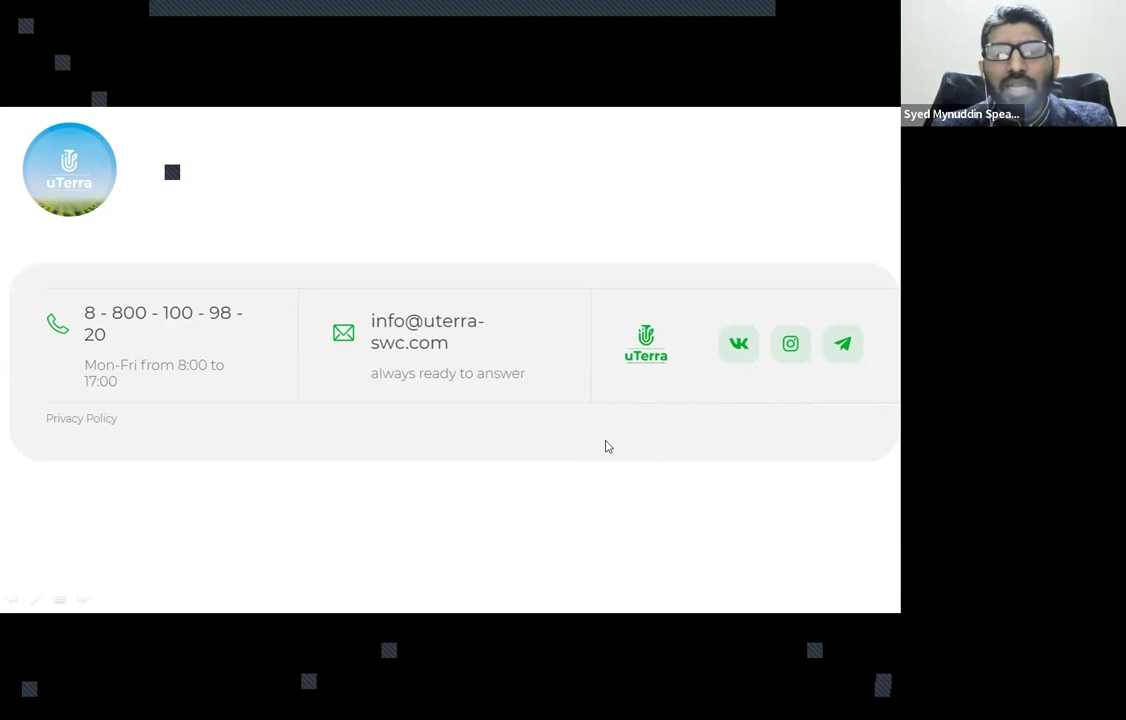 Syed Mynuddin Spea...
uTerra
8 - 800 - 100 - 98 -
20
Mon-Fri from 8:00 to
17:00
info@uterra-
swc.com
always ready to answer
uTerra
Privacy Policy